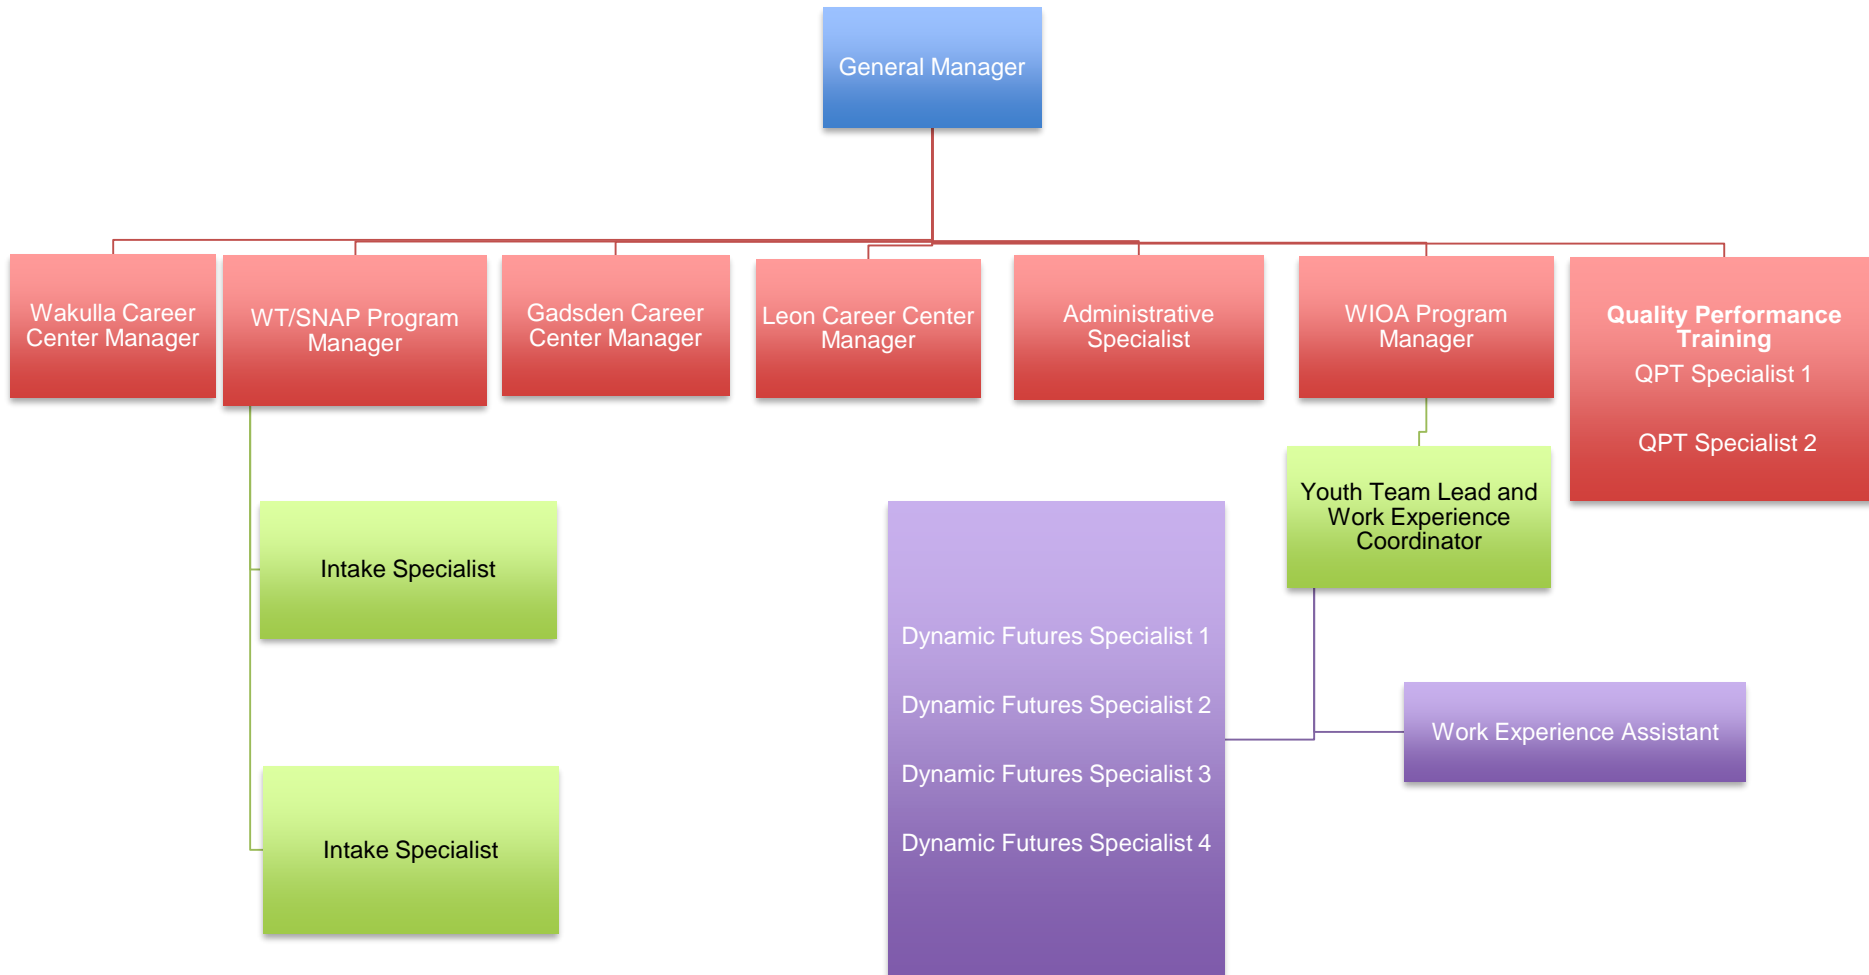 General Manager
Wakulla Career
Center Manager
WT/SNAP Program
Manager
Gadsden Career
Center Manager
Leon Career Center
Manager
Administrative
Specialist
WIOA Program
Manager
Quality Performance
Training
QPT Specialist 1
QPT Specialist 2
Youth Team Lead and
Work Experience
Coordinator
Intake Specialist
Dynamic Futures Specialist 1
Dynamic Futures Specialist 2
Dynamic Futures Specialist 3
Dynamic Futures Specialist 4
Work Experience Assistant
Intake Specialist